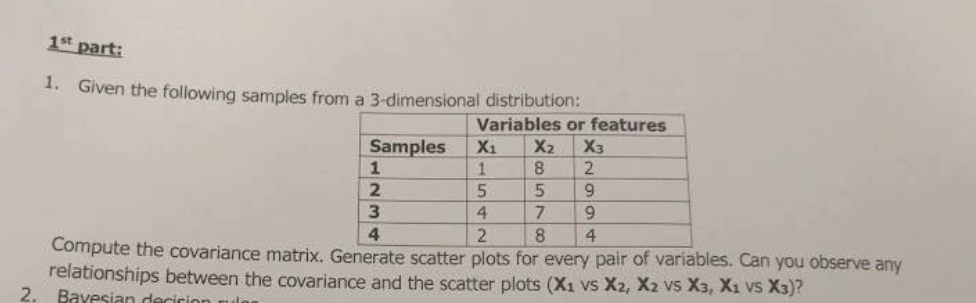 1st part:
1. Given the following samples from a 3-dimensional distribution:
Variables or features
Samples X1 X2 X3
1 1 8 2
2 5 5 9
3 4 7 9
4 2 8 4
Compute the covariance matrix. Generate scatter plots for every pair of variables. Can you observe any
relationships between the covariance and the scatter plots (X1 vs X2, X2 vs X3, X1 vs X3)?
2. Bayesian decision rules